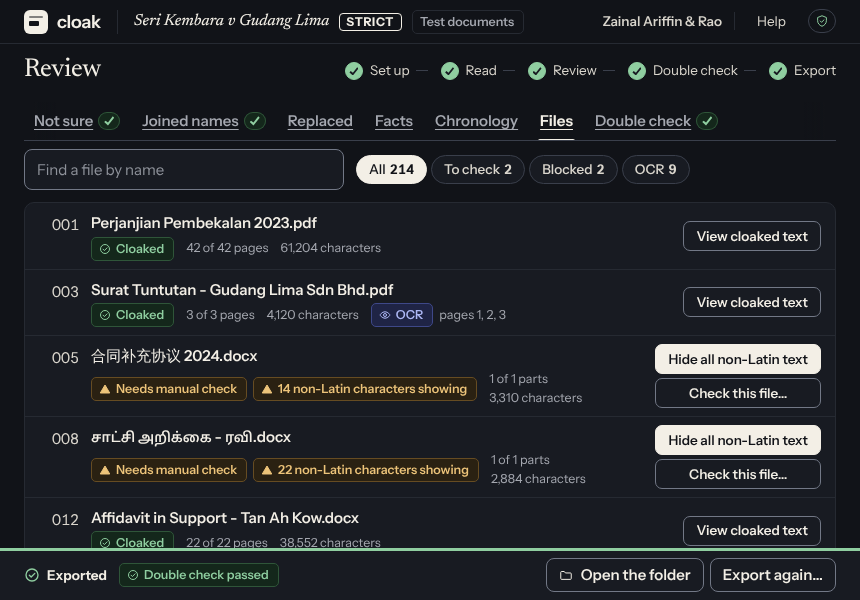 cloak
Seri Kembara v Gudang Lima
STRICT
Test documents
Zainal Ariffin & Rao
Help
Review
Set up
Read
Review
Double check
Export
Not sure
Joined names
Replaced
Facts
Chronology
Files
Double check
Find a file by name
All 214
To check 2
Blocked 2
OCR 9
001
Perjanjian Pembekalan 2023.pdf
Cloaked
42 of 42 pages
61,204 characters
View cloaked text
003
Surat Tuntutan - Gudang Lima Sdn Bhd.pdf
Cloaked
3 of 3 pages
4,120 characters
OCR
pages 1, 2, 3
View cloaked text
005
合同补充协议 2024.docx
Needs manual check
14 non-Latin characters showing
1 of 1 parts
3,310 characters
Hide all non-Latin text
Check this file...
008
சாட்சி அறிக்கை - ரவி.docx
Needs manual check
22 non-Latin characters showing
1 of 1 parts
2,884 characters
Hide all non-Latin text
Check this file...
012
Affidavit in Support - Tan Ah Kow.docx
Cloaked
22 of 22 pages
38,552 characters
View cloaked text
Exported
Double check passed
Open the folder
Export again...